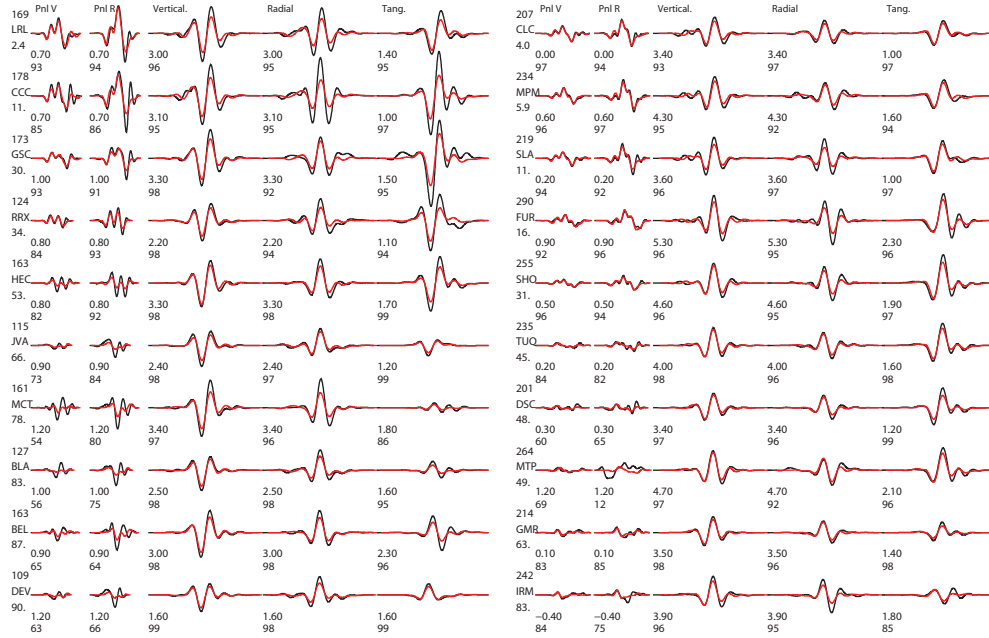 169 Pnl V Pnl R Vertical. Radial Tang.
LRL
2.4
0.70 0.70 3.00 3.00 1.40
93 94 96 95 95
178
CCC
11.
0.70 0.70 3.10 3.10 1.00
85 86 95 95 97
173
GSC
30.
1.00 1.00 3.30 3.30 1.50
93 91 98 92 95
124
RRX
34.
0.80 0.80 2.20 2.20 1.10
84 93 98 94 94
163
HEC
53.
0.80 0.80 3.30 3.30 1.70
82 92 98 98 99
115
JVA
66.
0.90 0.90 2.40 2.40 1.20
73 84 98 97 99
161
MCT
78.
1.20 1.20 3.40 3.40 1.80
54 80 97 96 86
127
BLA
83.
1.00 1.00 2.50 2.50 1.60
56 75 98 98 95
163
BEL
87.
0.90 0.90 3.00 3.00 2.30
65 64 98 98 96
109
DEV
90.
1.20 1.20 1.60 1.60 1.60
63 66 99 98 99
207 Pnl V Pnl R Vertical. Radial Tang.
CLC
4.0
0.00 0.00 3.40 3.40 1.00
97 94 93 97 97
234
MPM
5.9
0.60 0.60 4.30 4.30 1.60
96 97 95 92 94
219
SLA
11.
0.20 0.20 3.60 3.60 1.00
94 92 96 97 97
290
FUR
16.
0.90 0.90 5.30 5.30 2.30
92 96 96 95 96
255
SHO
31.
0.50 0.50 4.60 4.60 1.90
96 94 96 95 97
235
TUQ
45.
0.20 0.20 4.00 4.00 1.60
84 82 98 96 98
201
DSC
48.
0.30 0.30 3.40 3.40 1.20
60 65 97 96 99
264
MTP
49.
1.20 1.20 4.70 4.70 2.10
69 12 97 92 96
214
GMR
63.
0.10 0.10 3.50 3.50 1.40
83 85 98 96 98
242
IRM
83.
−0.40 −0.40 3.90 3.90 1.80
84 75 96 95 85